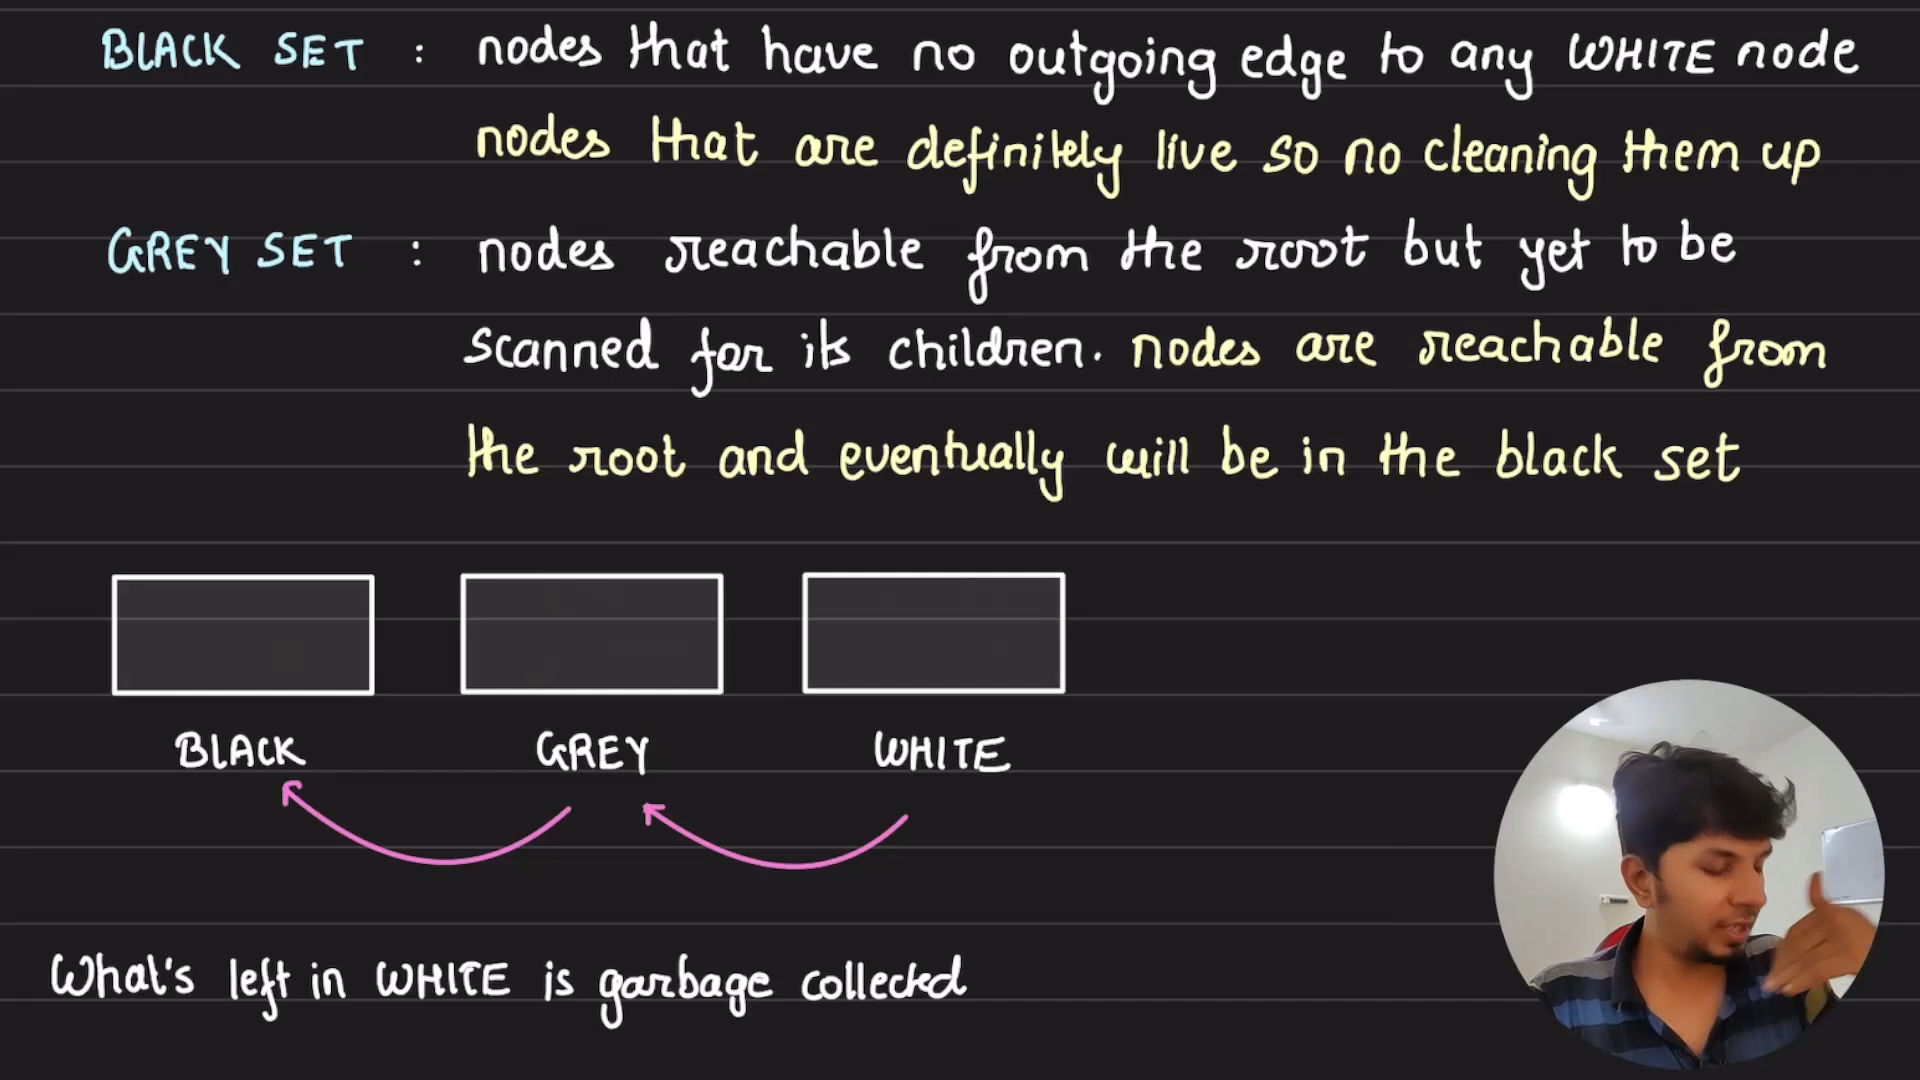 BLACK SET : nodes that have no outgoing edge to any WHITE node
nodes that are definitely live so no cleaning them up
GREY SET : nodes reachable from the root but yet to be
scanned for its children. nodes are reachable from
the root and eventually will be in the black set
BLACK GREY WHITE
What's left in WHITE is garbage collected